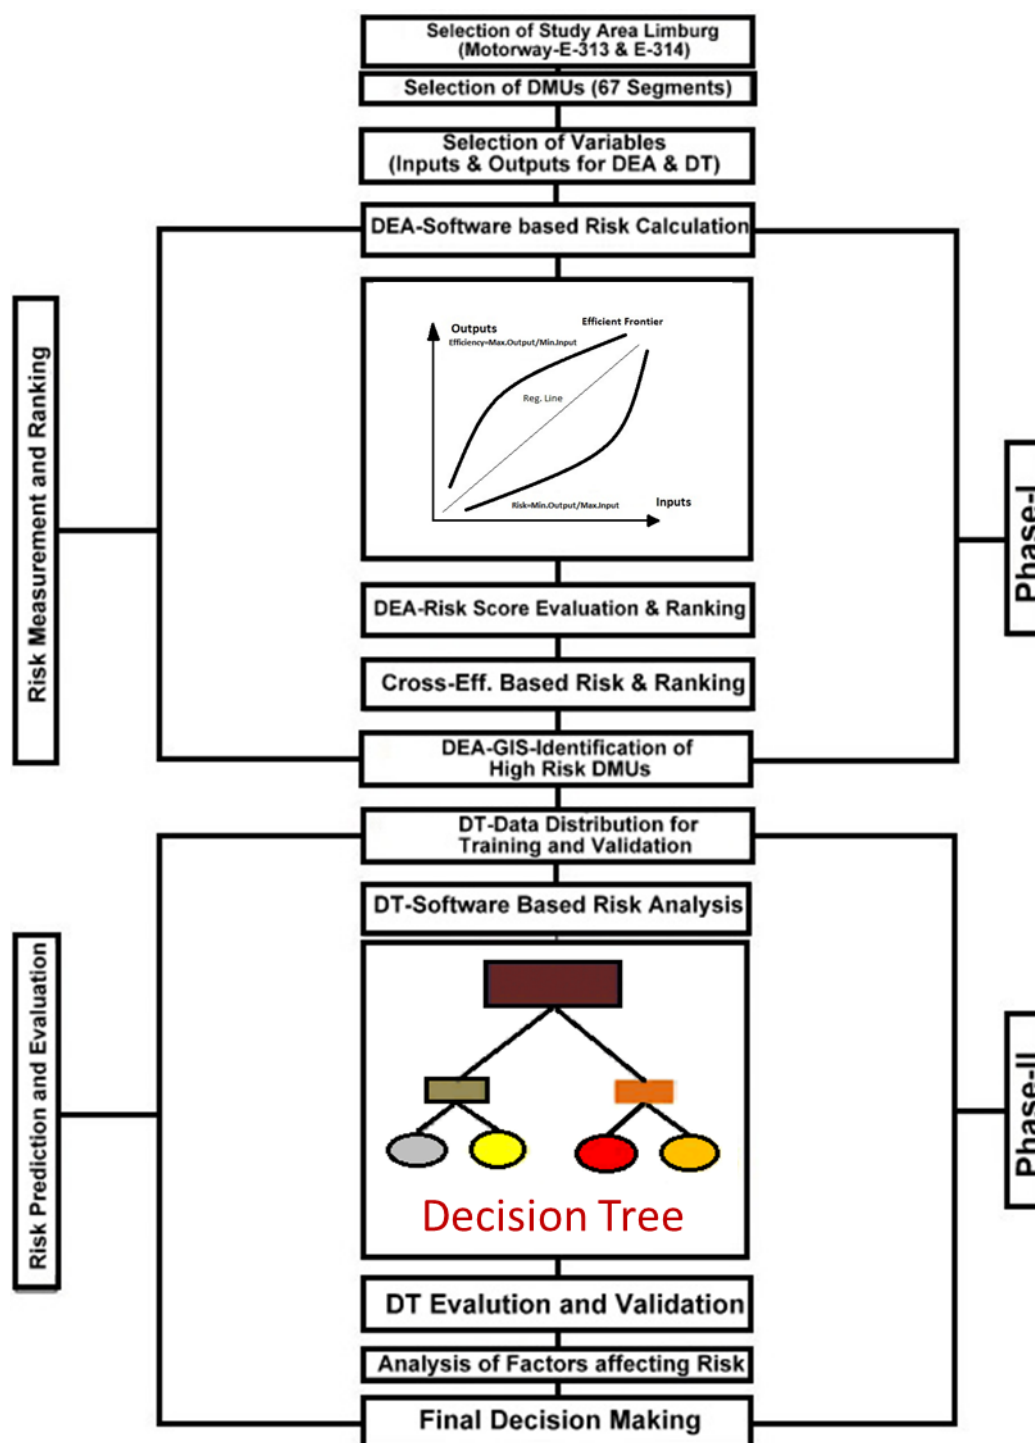 Selection of Study Area Limburg
(Motorway-E-313 & E-314)
Selection of DMUs (67 Segments)
Selection of Variables
(Inputs & Outputs for DEA & DT)
DEA-Software based Risk Calculation
Risk Measurement and Ranking
Phase-I
Outputs
Efficient Frontier
Efficiency=Max.Output/Min.Input
Reg. Line
Inputs
Risk=Min.Output/Max.Input
DEA-Risk Score Evaluation & Ranking
Cross-Eff. Based Risk & Ranking
DEA-GIS-Identification of
High Risk DMUs
DT-Data Distribution for
Training and Validation
DT-Software Based Risk Analysis
Risk Prediction and Evaluation
Phase-II
Decision Tree
DT Evalution and Validation
Analysis of Factors affecting Risk
Final Decision Making